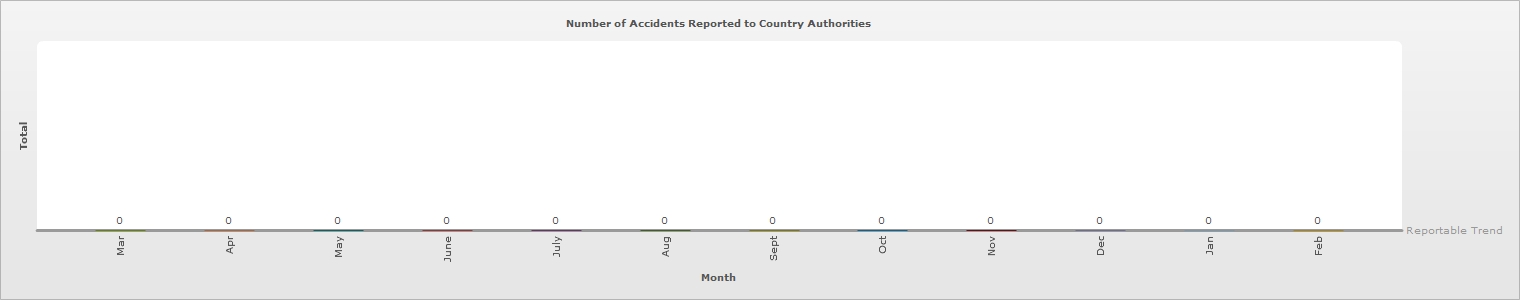 Number of Accidents Reported to Country Authorities
Total
0 0 0 0 0 0 0 0 0 0 0 0
Reportable Trend
Mar Apr May June July Aug Sept Oct Nov Dec Jan Feb
Month